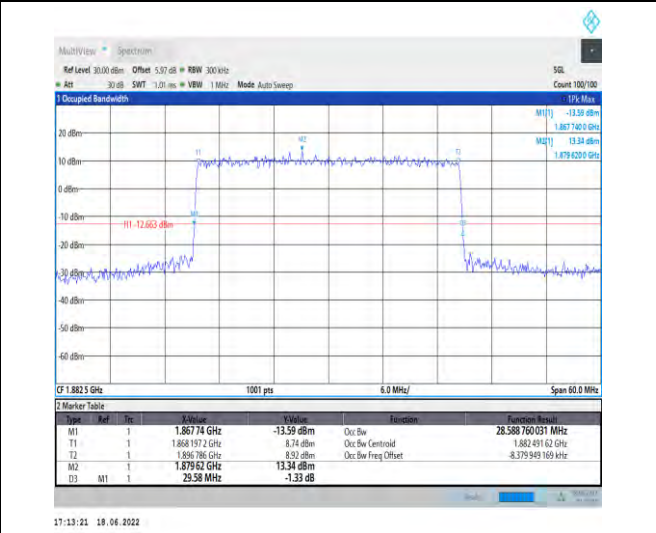 MultiView Spectrum
Ref Level 30.00 dBm Offset 5.97 dB RBW 300 kHz SGL
Att 30 dB SWT 1.01 ms VBW 1 MHz Mode Auto Sweep Count 100/100
1 Occupied Bandwidth 1Pk Max
M1[1] -13.59 dBm
1.867 740 0 GHz
M2[1] 13.34 dBm
1.879 620 0 GHz
20 dBm
10 dBm
T1 M2 T2
0 dBm
-10 dBm
M1
H1 -12.663 dBm
D3
-20 dBm
-30 dBm
-40 dBm
-50 dBm
-60 dBm
CF 1.882 5 GHz 1001 pts 6.0 MHz/ Span 60.0 MHz
2 Marker Table
Type Ref Trc X-Value Y-Value Function Function Result
M1 1 1.867 74 GHz -13.59 dBm Occ Bw 28.588 760 031 MHz
T1 1 1.868 197 2 GHz 8.74 dBm Occ Bw Centroid 1.882 491 62 GHz
T2 1 1.896 786 GHz 8.92 dBm Occ Bw Freq Offset -8.379 949 169 kHz
M2 1 1.879 62 GHz 13.34 dBm
D3 M1 1 29.58 MHz -1.33 dB
17:13:21 18.06.2022